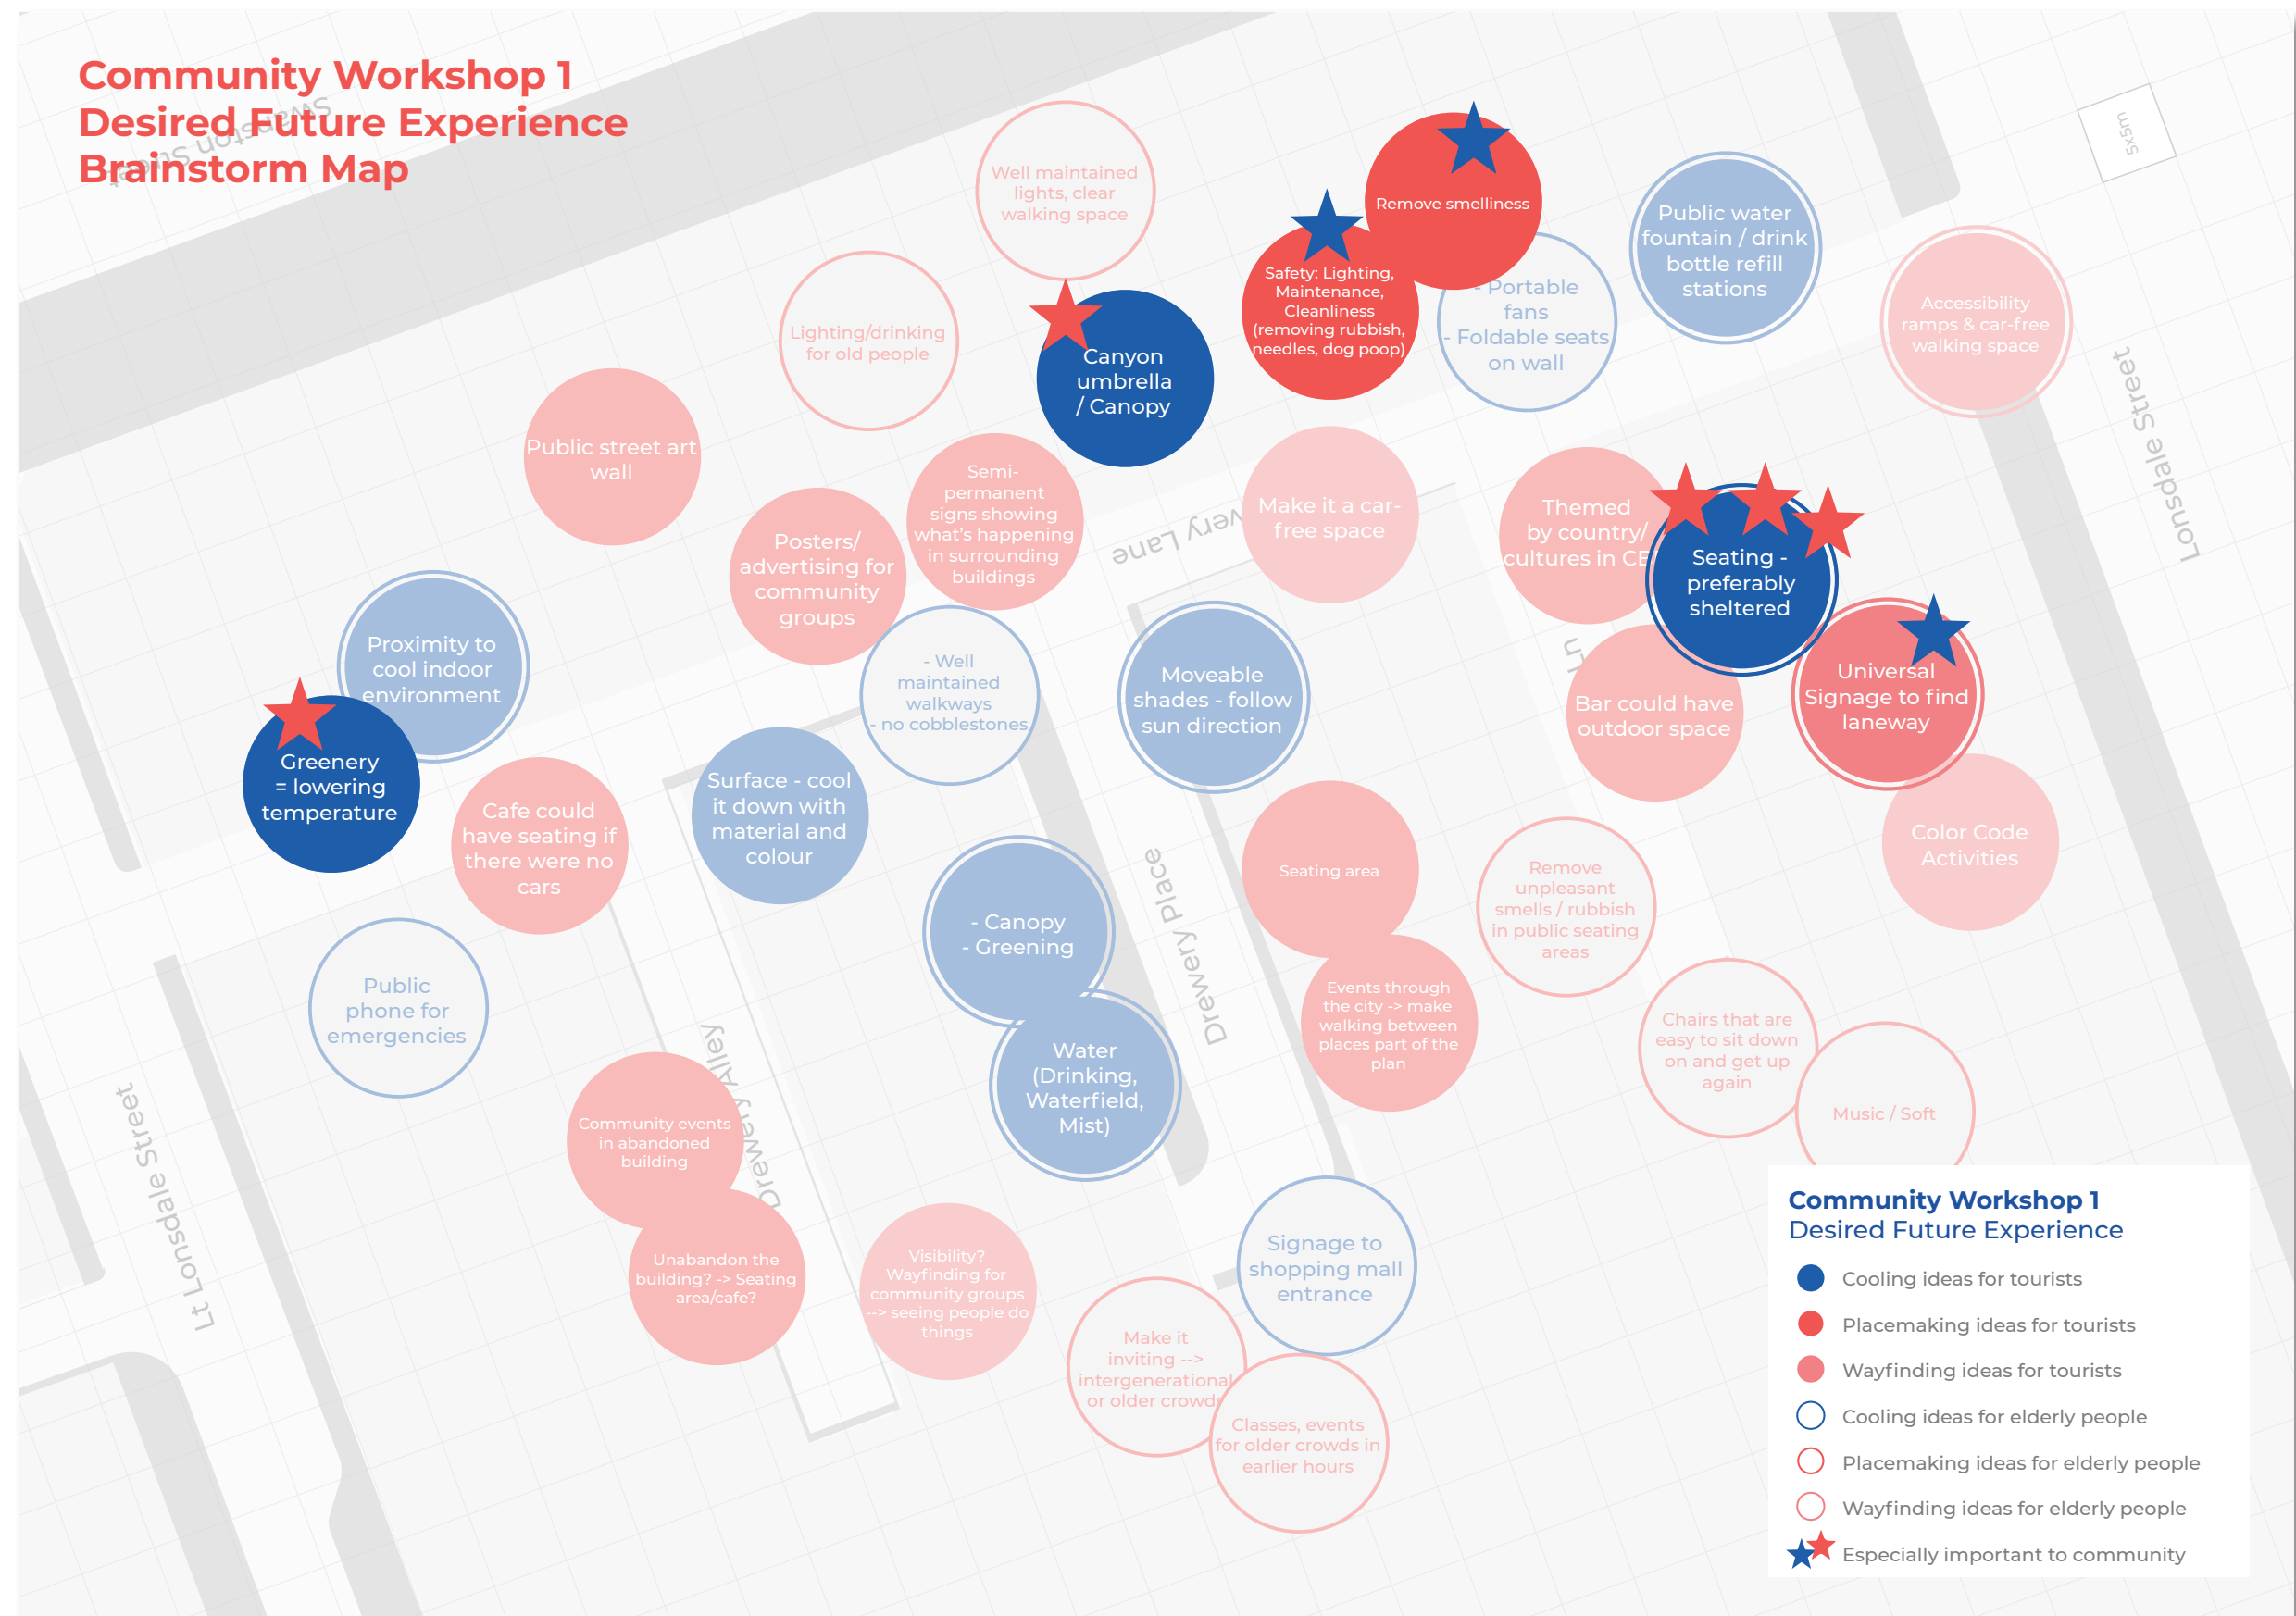 Community Workshop 1
Desired Future Experience
Brainstorm Map
Swanston Street
5x5m
Well maintained
lights, clear
walking space
Remove smelliness
Public water
fountain / drink
bottle refill
stations
Safety: Lighting,
Maintenance,
Cleanliness
(removing rubbish,
needles, dog poop)
- Portable
fans
- Foldable seats
on wall
Accessibility
ramps & car-free
walking space
Lighting/drinking
for old people
Canyon
umbrella
/ Canopy
Lonsdale Street
Public street art
wall
Semi-
permanent
signs showing
what's happening
in surrounding
buildings
very Lane
Make it a car-
free space
Themed
by country/
cultures in CB
Seating -
preferably
sheltered
Posters/
advertising for
community
groups
Ln
Proximity to
cool indoor
environment
- Well
maintained
walkways
- no cobblestones
Moveable
shades - follow
sun direction
Bar could have
outdoor space
Universal
Signage to find
laneway
Greenery
= lowering
temperature
Cafe could
have seating if
there were no
cars
Surface - cool
it down with
material and
colour
Color Code
Activities
Seating area
Remove
unpleasant
smells / rubbish
in public seating
areas
- Canopy
- Greening
Drewery Place
Public
phone for
emergencies
Events through
the city -> make
walking between
places part of the
plan
Chairs that are
easy to sit down
on and get up
again
Water
(Drinking,
Waterfield,
Mist)
Music / Soft
Drewery Alley
Community events
in abandoned
building
Lt Lonsdale Street
Unabandon the
building? -> Seating
area/cafe?
Visibility?
Wayfinding for
community groups
--> seeing people do
things
Signage to
shopping mall
entrance
Make it
inviting -->
intergenerational
or older crowds
Classes, events
for older crowds in
earlier hours
Community Workshop 1
Desired Future Experience
Cooling ideas for tourists
Placemaking ideas for tourists
Wayfinding ideas for tourists
Cooling ideas for elderly people
Placemaking ideas for elderly people
Wayfinding ideas for elderly people
Especially important to community